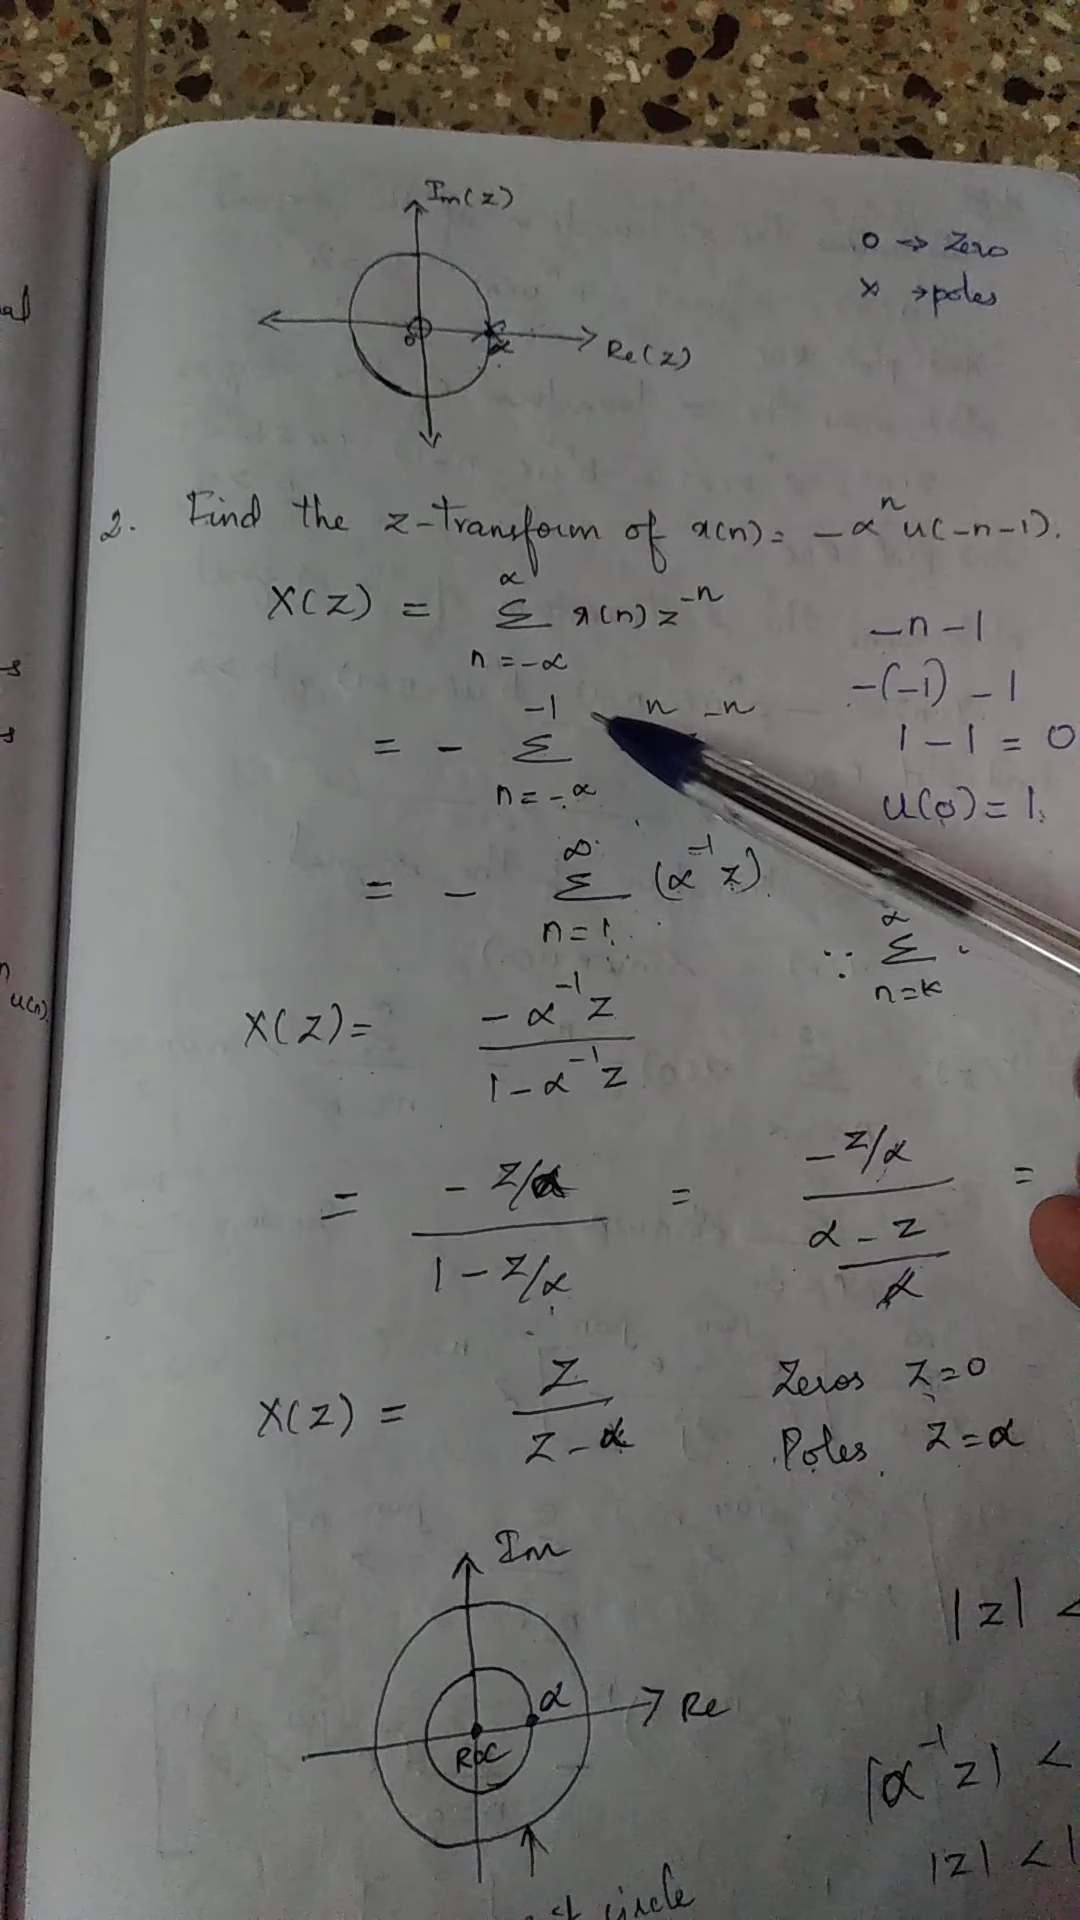 Im(z)
o → Zero
x → poles
α
Re(z)
2. Find the z-transform of x(n) = -α^n u(-n-1).
X(z) = α Σ n=-α x(n) z^-n
-n-1
-(-1) -1
= - -1 Σ n=-α n -n
1-1 = 0
u(0) = 1.
= - ∞ Σ n=1 (α^-1 z)
∵ α Σ n=k
u(n).
X(z) = -α^-1 z / 1-α^-1 z
= - z/α / 1-z/α = -z/α / α-z/α =
X(z) = z / z-α
Zeros z=0
Poles z=α
Im
|z| <
α
Re
ROC
|α^-1 z| <
|z| < |
circle